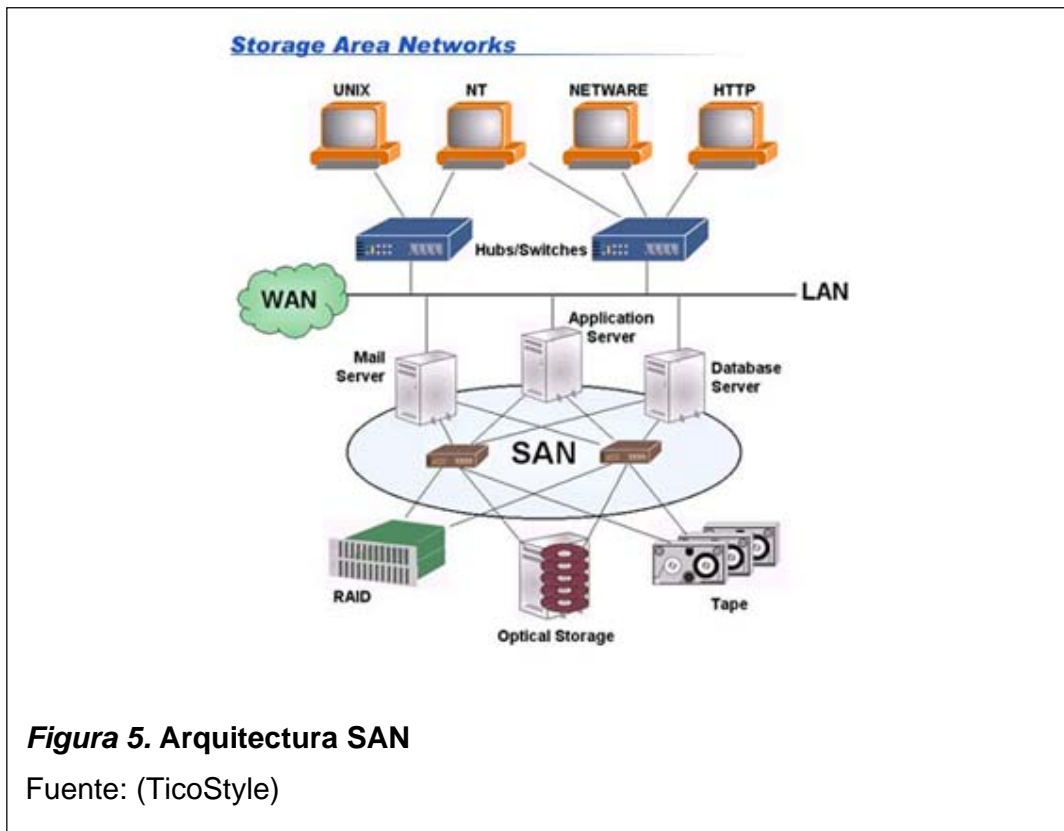 Storage Area Networks
UNIX
NT
NETWARE
HTTP
Hubs/Switches
WAN
LAN
Application
Server
Mail
Server
Database
Server
SAN
RAID
Optical Storage
Tape
Figura 5. Arquitectura SAN
Fuente: (TicoStyle)